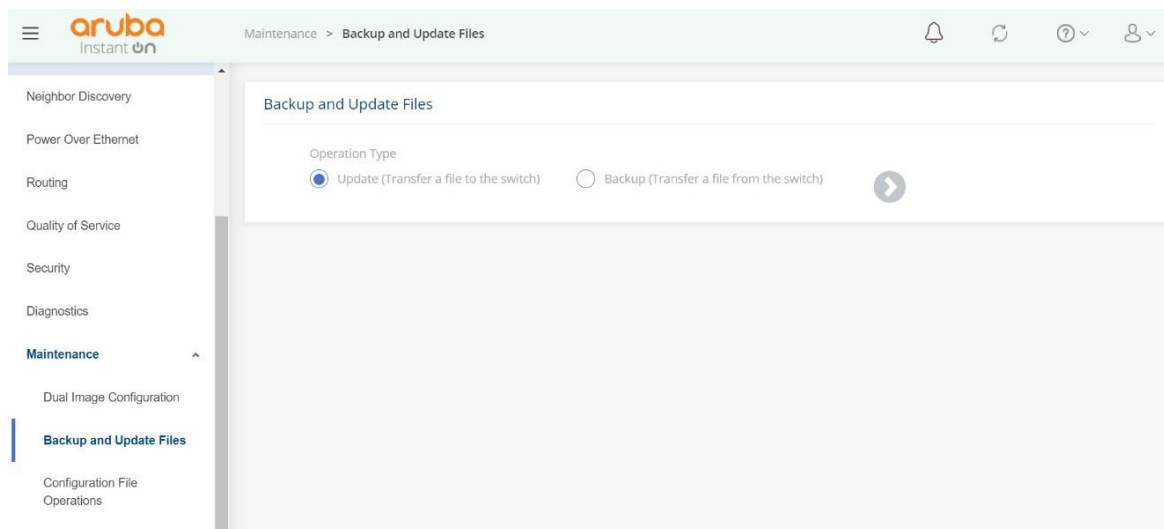 aruba
Instant On
Maintenance > Backup and Update Files
Neighbor Discovery
Power Over Ethernet
Routing
Quality of Service
Security
Diagnostics
Maintenance
Dual Image Configuration
Backup and Update Files
Configuration File
Operations
Backup and Update Files
Operation Type
Update (Transfer a file to the switch)
Backup (Transfer a file from the switch)